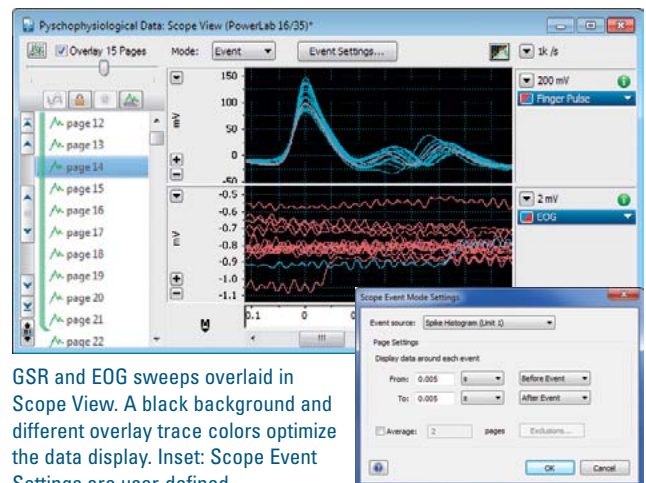 Pyschophysiological Data: Scope View (PowerLab 16/35)*
Overlay 15 Pages
Mode:
Event
Event Settings...
1k /s
page 12
page 13
page 14
page 15
page 16
page 17
page 18
page 19
page 20
page 21
page 22
150
100
50
0
-50
mV
200 mV
Finger Pulse
-0.5
-0.6
-0.7
-0.8
-0.9
-1.0
-1.1
mV
2 mV
EOG
0.1
0
M
Scope Event Mode Settings
Event source: Spike Histogram (Unit 1)
Page Settings
Display data around each event
From: 0.005 s Before Event
To: 0.005 s After Event
Average: 2 pages Exclusions...
OK Cancel
GSR and EOG sweeps overlaid in
Scope View. A black background and
different overlay trace colors optimize
the data display. Inset: Scope Event
Settings are user-defined